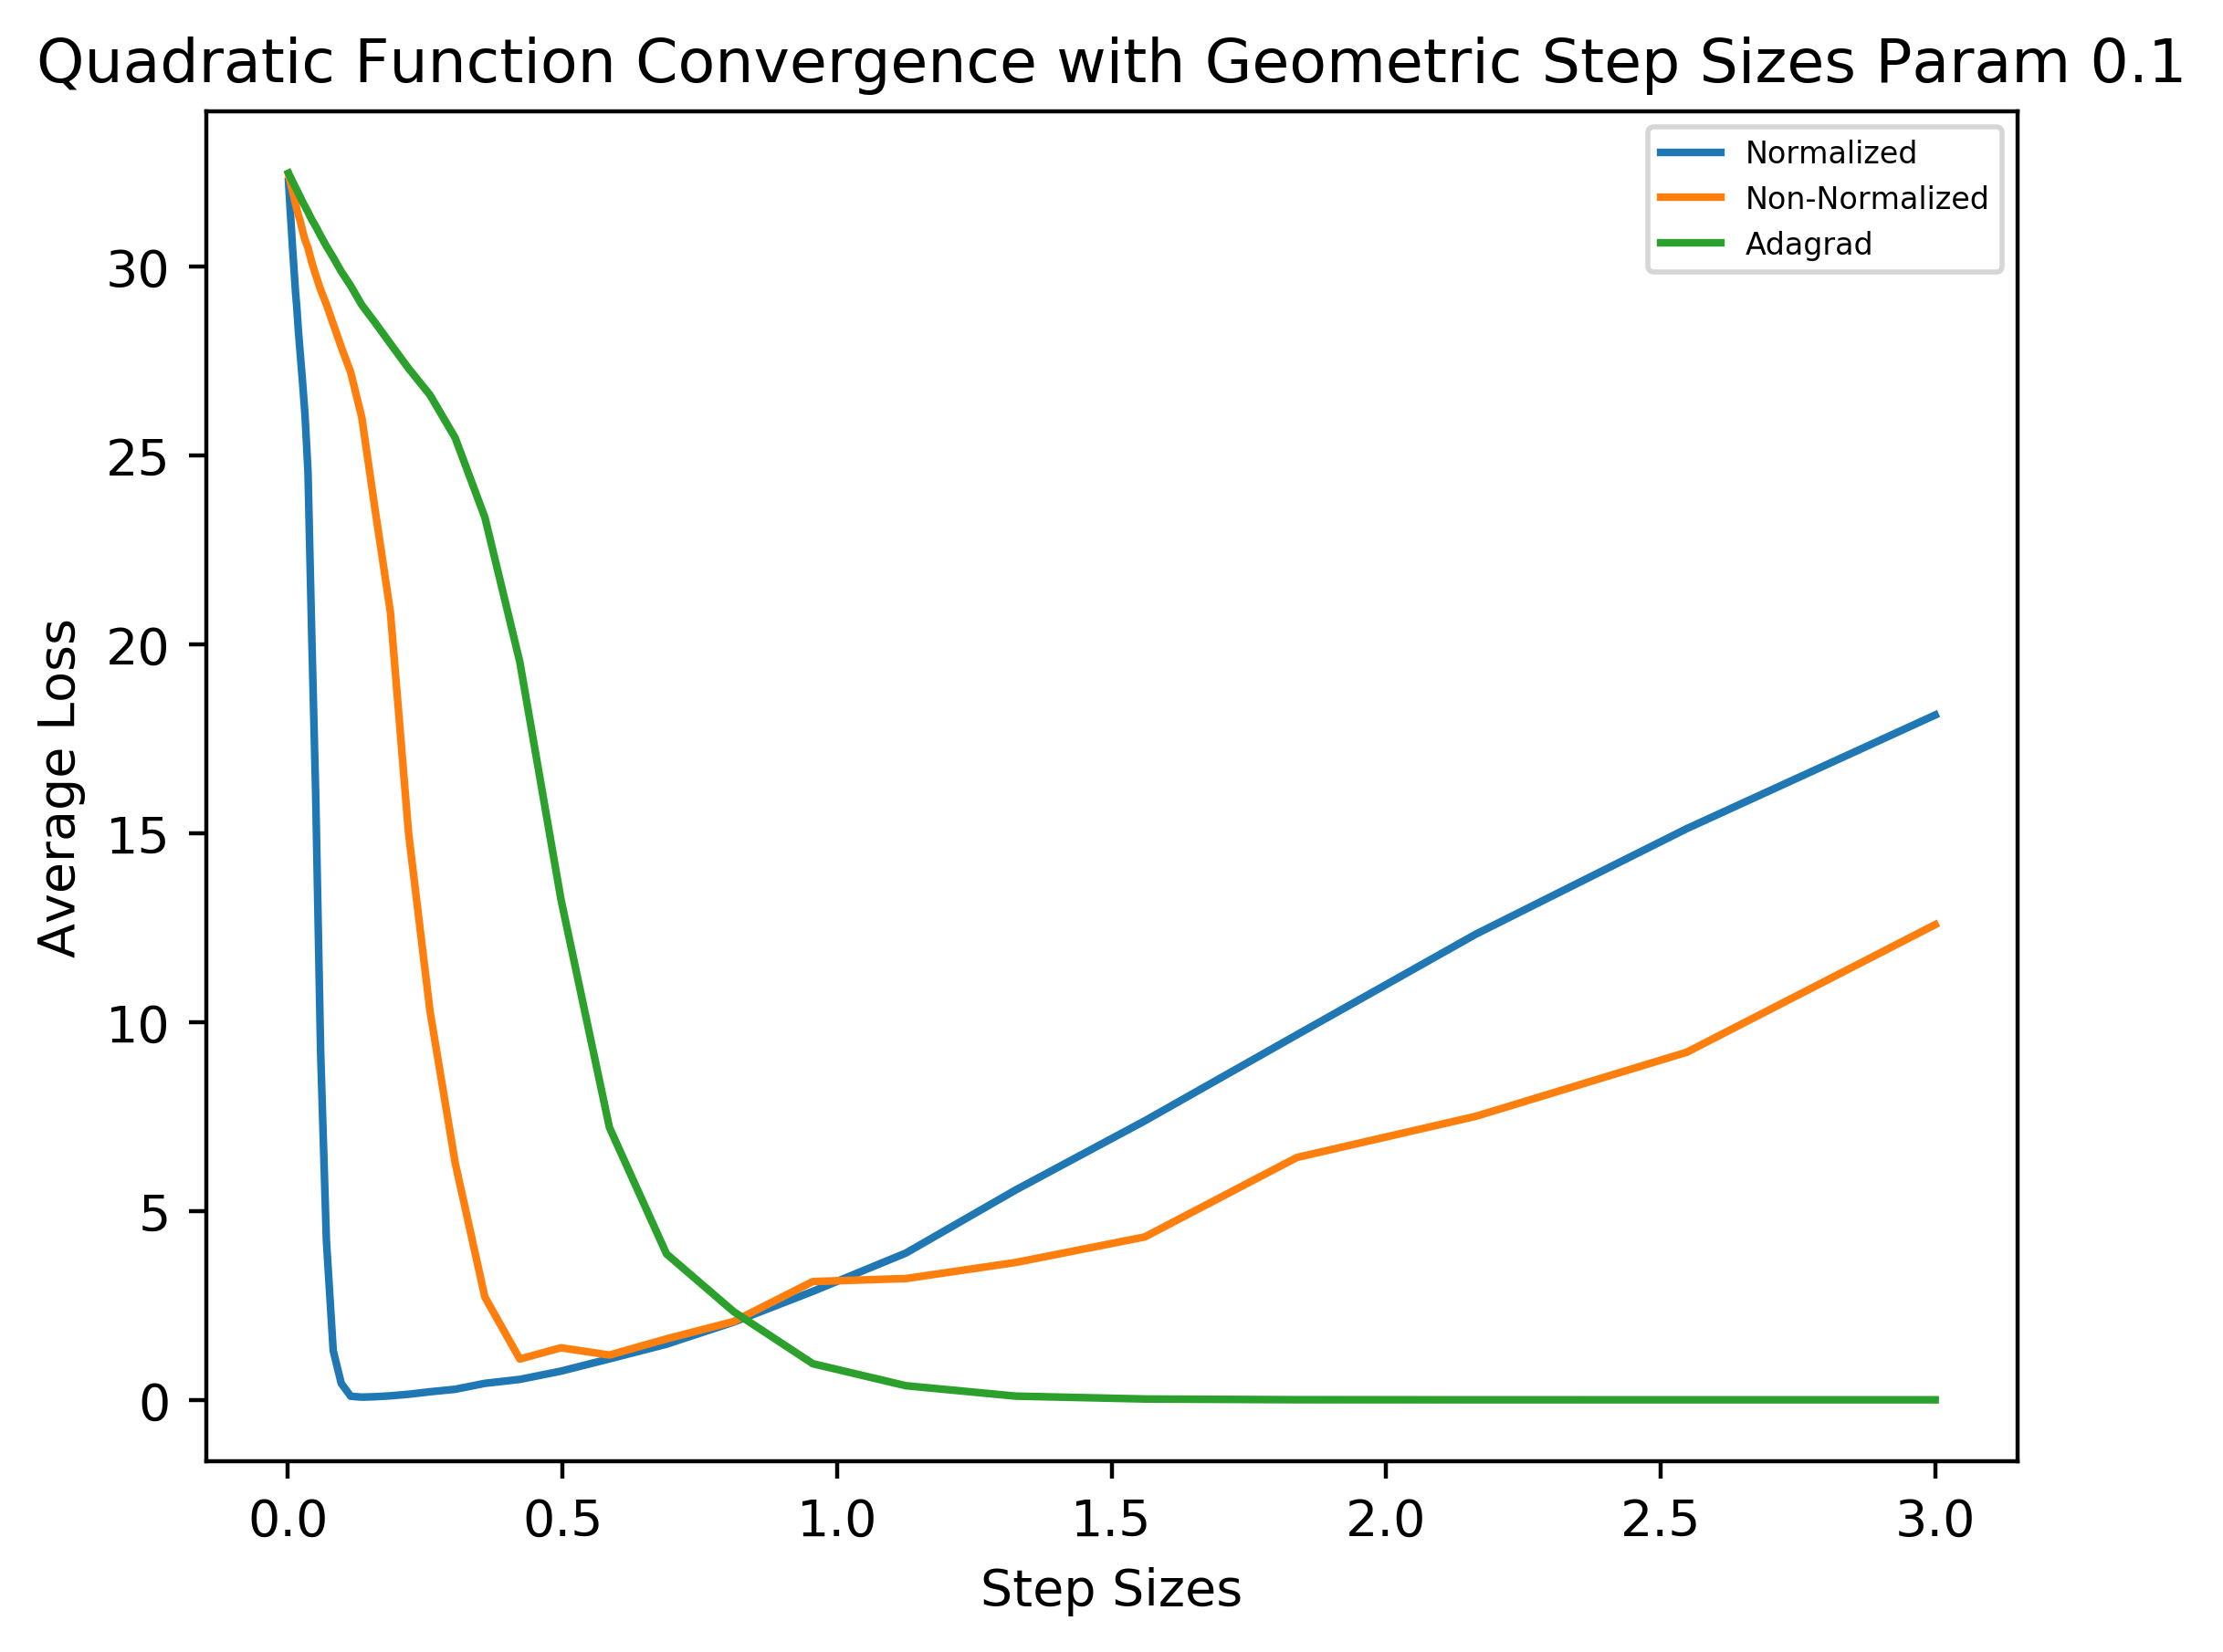 Quadratic Function Convergence with Geometric Step Sizes Param 0.1
Normalized
Non-Normalized
Adagrad
Average Loss
30
25
20
15
10
5
0
0.0 0.5 1.0 1.5 2.0 2.5 3.0
Step Sizes